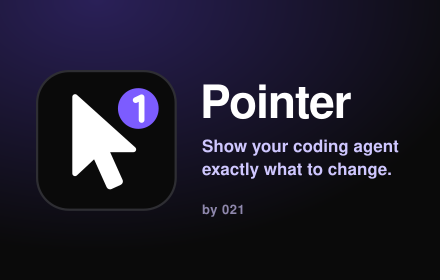 1
Pointer
Show your coding agent
exactly what to change.
by 021